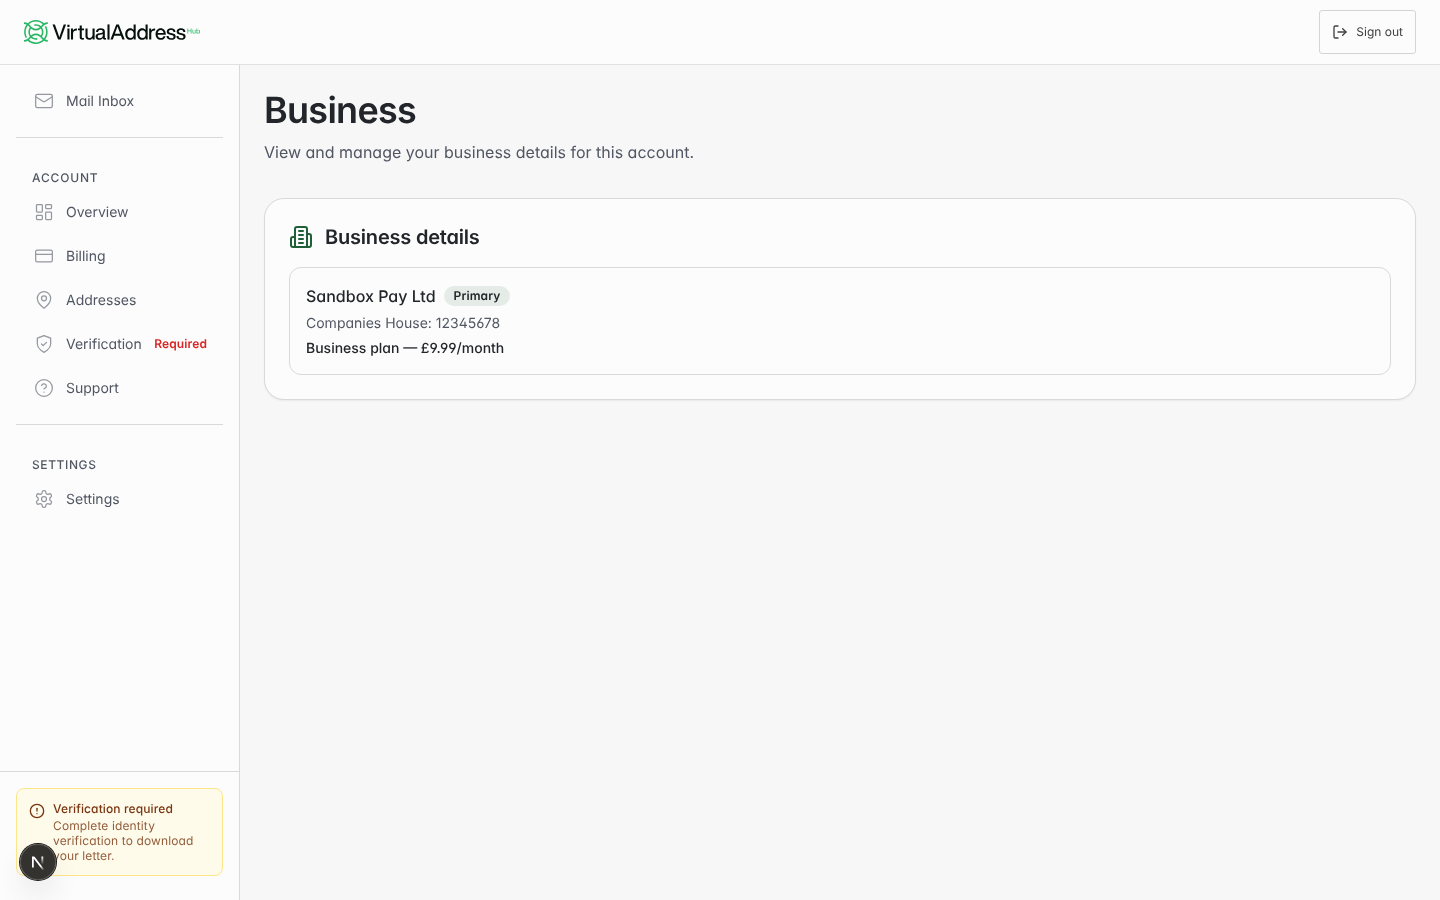 VirtualAddress Hub
Sign out
Mail Inbox
ACCOUNT
Overview
Billing
Addresses
Verification Required
Support
SETTINGS
Settings
Verification required
Complete identity
verification to download
your letter.
N
Business
View and manage your business details for this account.
Business details
Sandbox Pay Ltd Primary
Companies House: 12345678
Business plan — £9.99/month